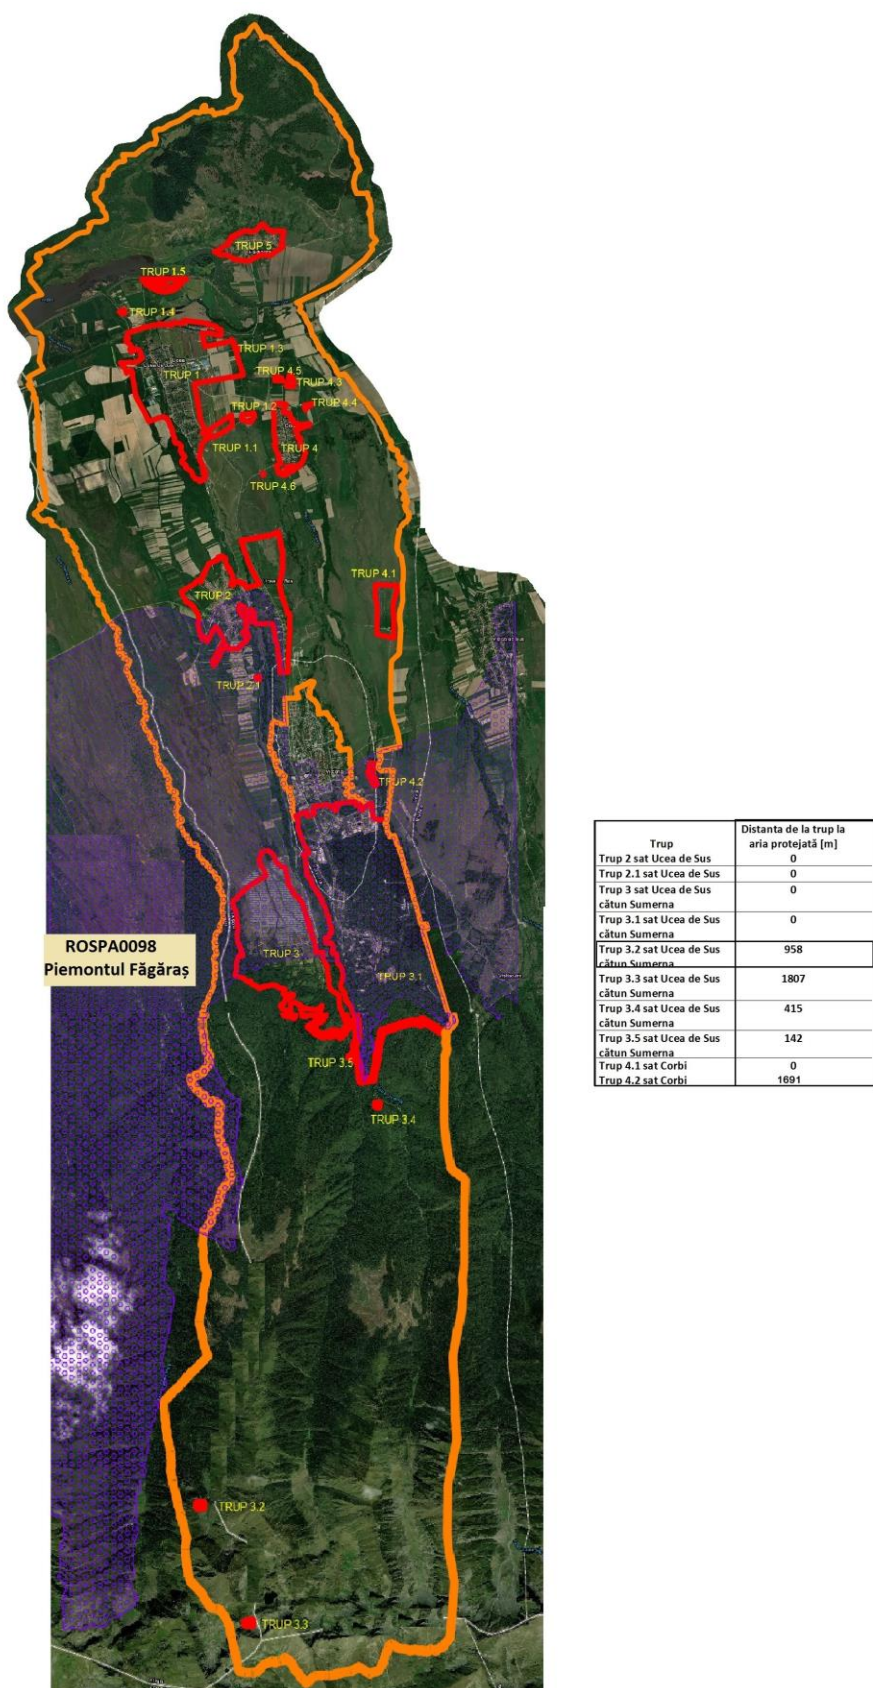 TRUP 5
TRUP 1.5
TRUP 1.4
TRUP 1.3
TRUP 1
TRUP 4.5
TRUP 4.3
TRUP 1.2
TRUP 4.4
TRUP 1.1
TRUP 4
TRUP 4.6
TRUP 4.1
TRUP 2
TRUP 2.1
TRUP 4.2
ROSPA0098
Piemontul Făgăraș
TRUP 3
TRUP 3.1
TRUP 3.5
TRUP 3.4
TRUP 3.2
TRUP 3.3
Trup Distanta de la trup la
aria protejată [m]
Trup 2 sat Ucea de Sus 0
Trup 2.1 sat Ucea de Sus 0
Trup 3 sat Ucea de Sus 0
cătun Sumerna
Trup 3.1 sat Ucea de Sus 0
cătun Sumerna
Trup 3.2 sat Ucea de Sus 958
cătun Sumerna
Trup 3.3 sat Ucea de Sus 1807
cătun Sumerna
Trup 3.4 sat Ucea de Sus 415
cătun Sumerna
Trup 3.5 sat Ucea de Sus 142
cătun Sumerna
Trup 4.1 sat Corbi 0
Trup 4.2 sat Corbi 1691